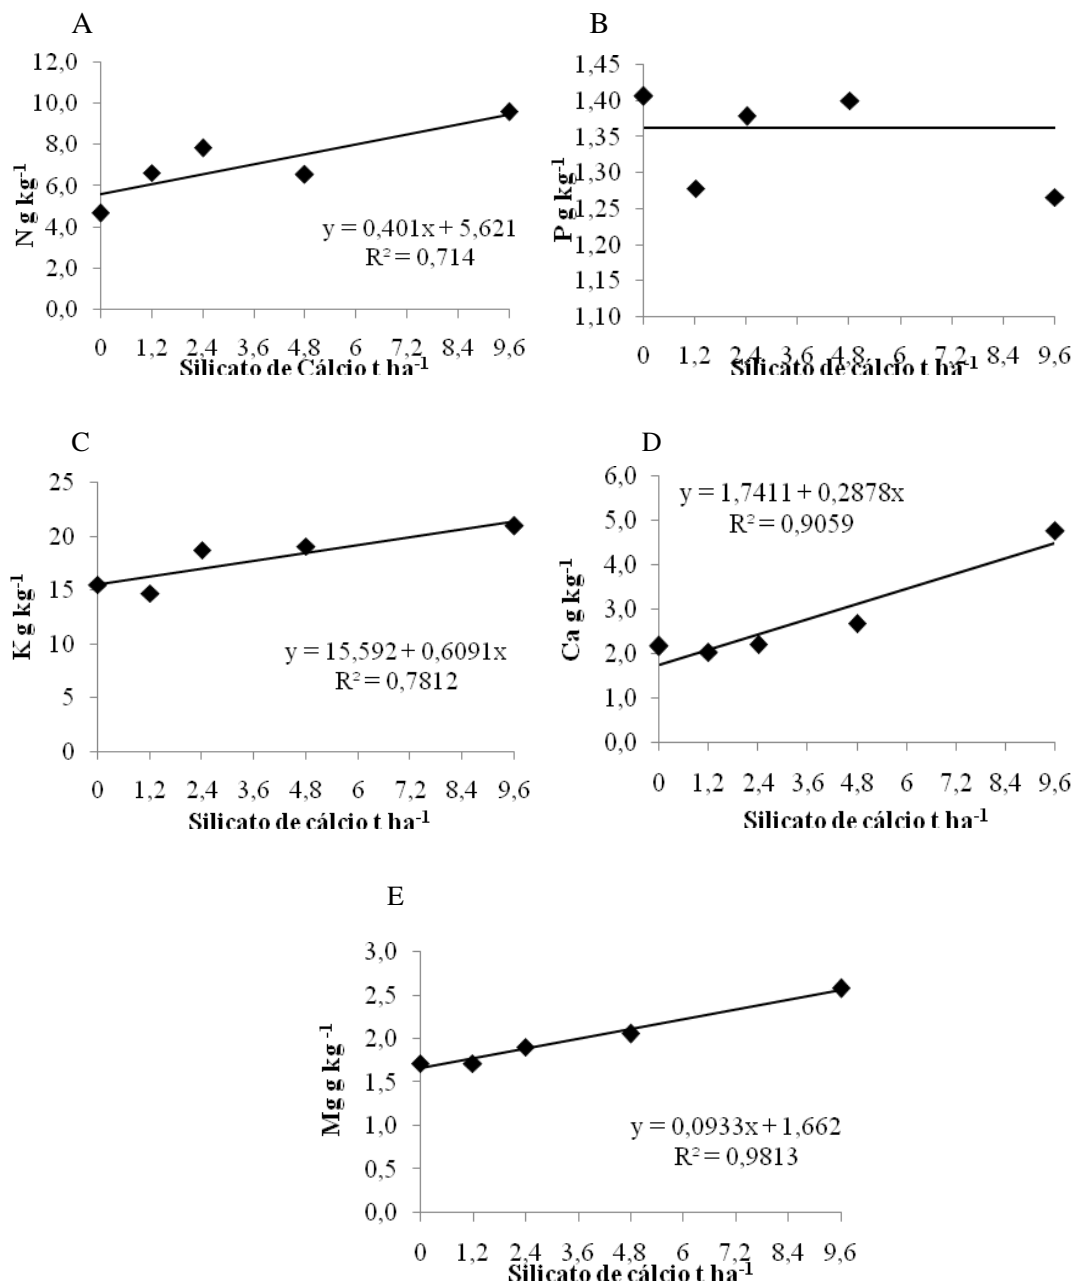 A
12,0
10,0
8,0
6,0
4,0
2,0
0,0
N g kg-1
y = 0,401x + 5,621
R² = 0,714
0 1,2 2,4 3,6 4,8 6 7,2 8,4 9,6
Silicato de Cálcio t ha-1
B
1,45
1,40
1,35
1,30
1,25
1,20
1,15
1,10
P g kg-1
0 1,2 2,4 3,6 4,8 6 7,2 8,4 9,6
Silicato de cálcio t ha-1
C
25
20
15
10
5
0
K g kg-1
y = 15,592 + 0,6091x
R² = 0,7812
0 1,2 2,4 3,6 4,8 6 7,2 8,4 9,6
Silicato de cálcio t ha-1
D
6,0
5,0
4,0
3,0
2,0
1,0
0,0
Ca g kg-1
y = 1,7411 + 0,2878x
R² = 0,9059
0 1,2 2,4 3,6 4,8 6 7,2 8,4 9,6
Silicato de cálcio t ha-1
E
3,0
2,5
2,0
1,5
1,0
0,5
0,0
Mg g kg-1
y = 0,0933x + 1,662
R² = 0,9813
0 1,2 2,4 3,6 4,8 6 7,2 8,4 9,6
Silicato de cálcio t ha-1